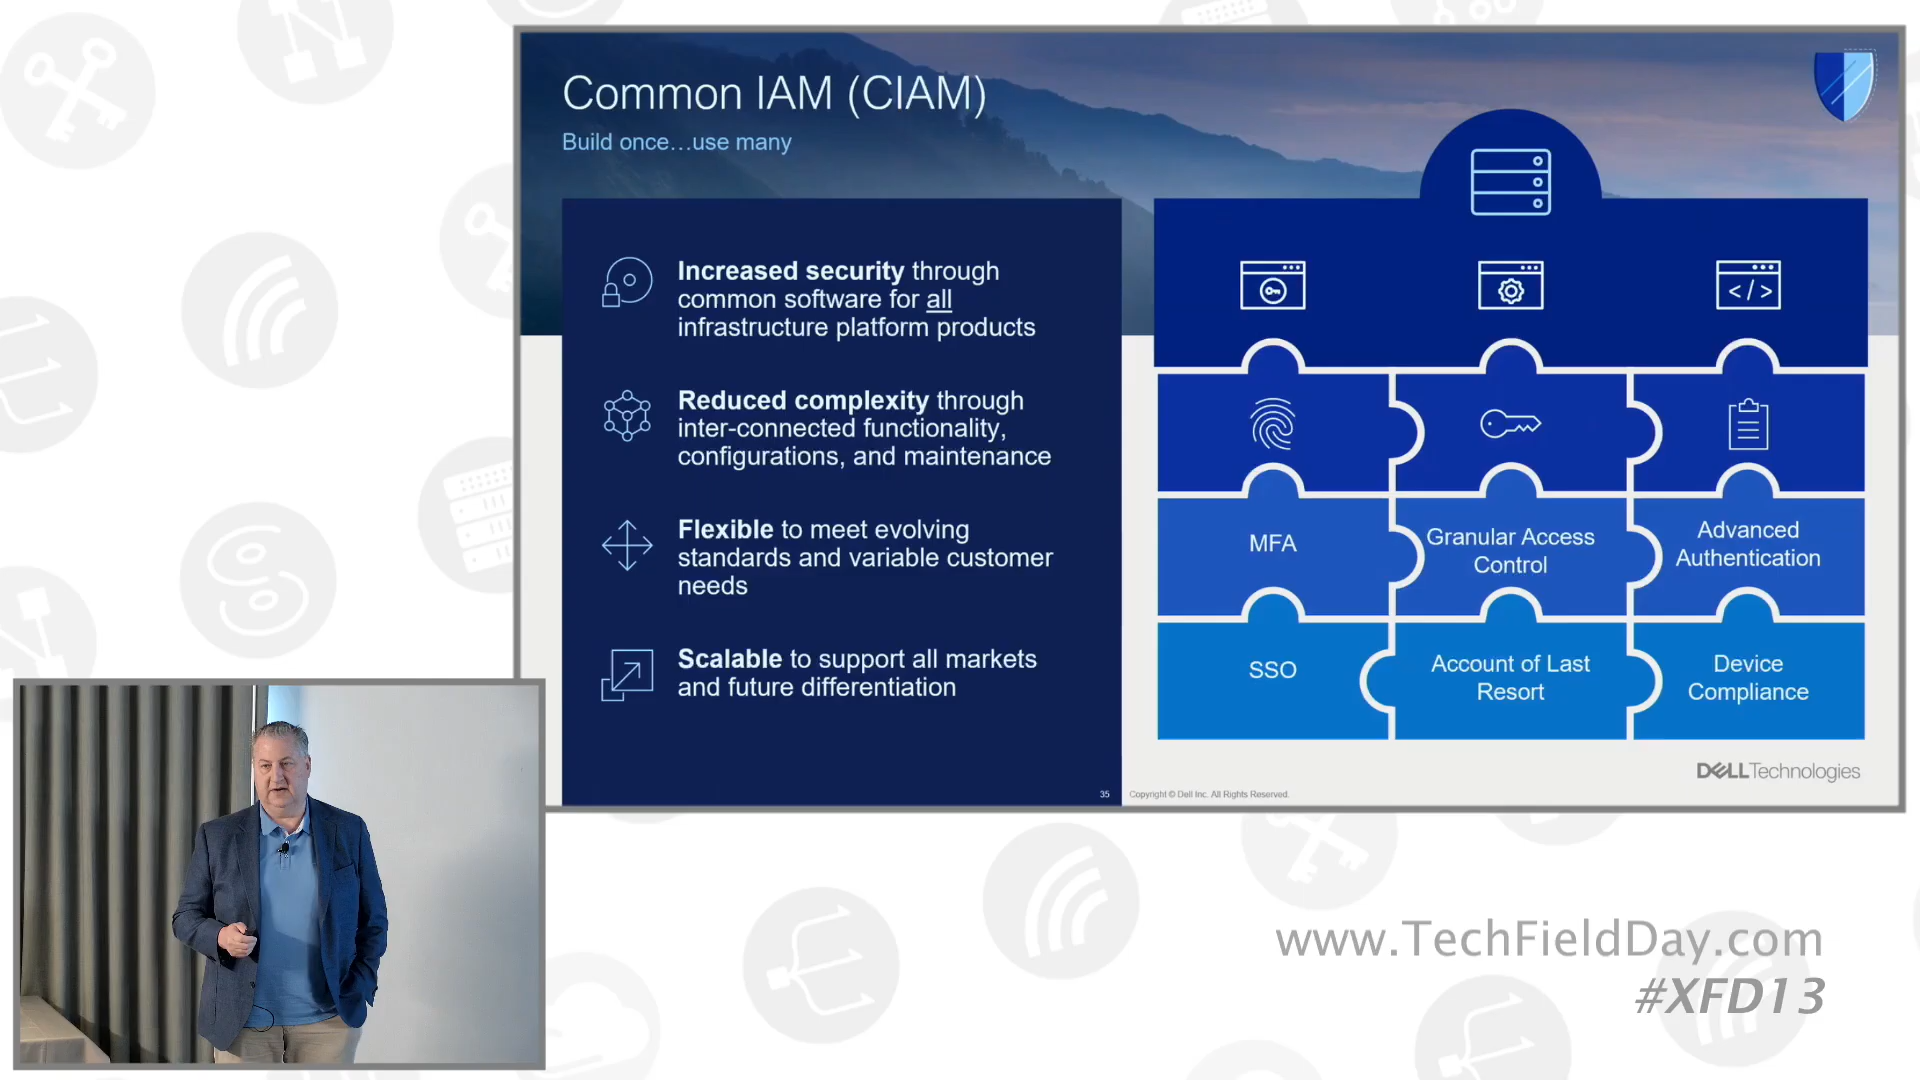 Common IAM (CIAM)
Build once…use many
Increased security through
common software for all
infrastructure platform products
Reduced complexity through
inter-connected functionality,
configurations, and maintenance
Flexible to meet evolving
standards and variable customer
needs
Scalable to support all markets
and future differentiation
MFA
Granular Access
Control
Advanced
Authentication
SSO
Account of Last
Resort
Device
Compliance
DELLTechnologies
35
Copyright © Dell Inc. All Rights Reserved.
www.TechFieldDay.com
#XFD13